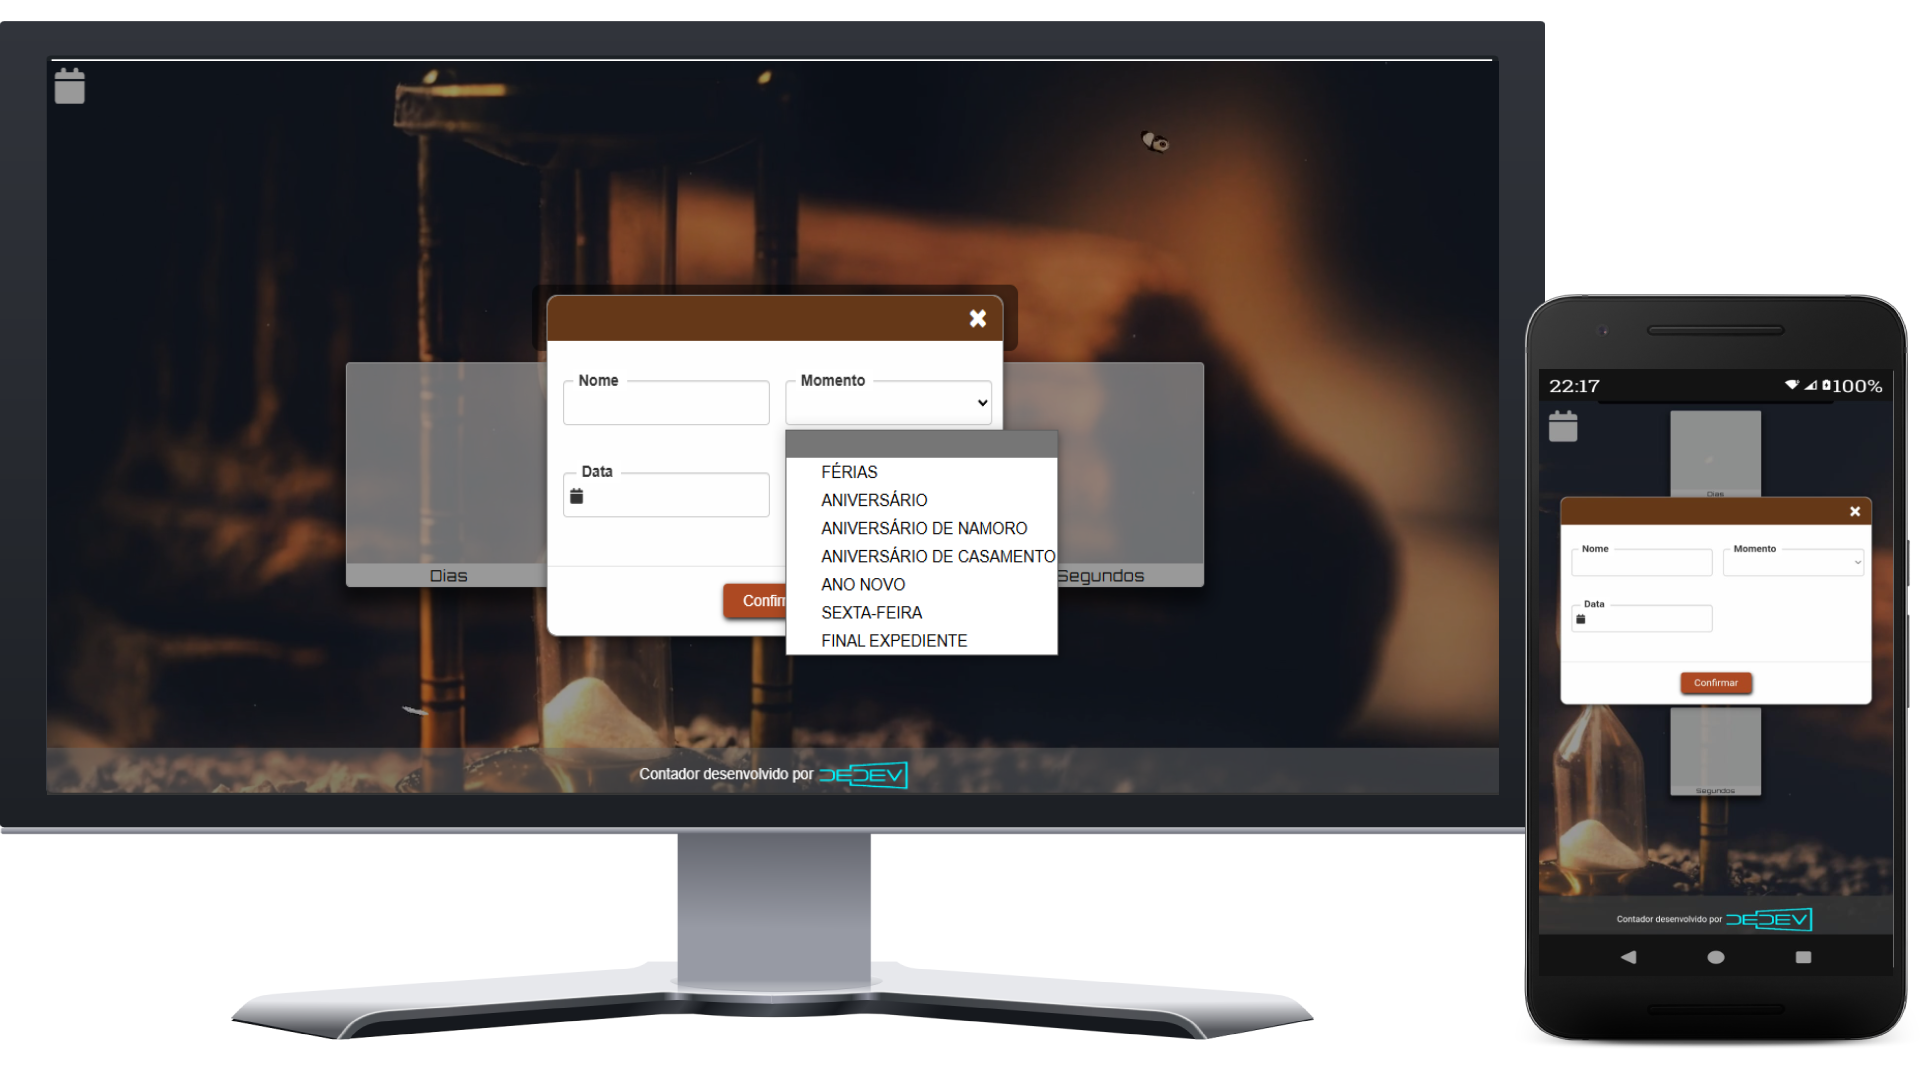 Nome
Momento
FÉRIAS
ANIVERSÁRIO
ANIVERSÁRIO DE NAMORO
ANIVERSÁRIO DE CASAMENTO
ANO NOVO
SEXTA-FEIRA
FINAL EXPEDIENTE
Data
Dias
Segundos
Contador desenvolvido por DEDEV
22:17
100%
Dias
Nome
Momento
Data
Confirmar
Segundos
Contador desenvolvido por DEDEV